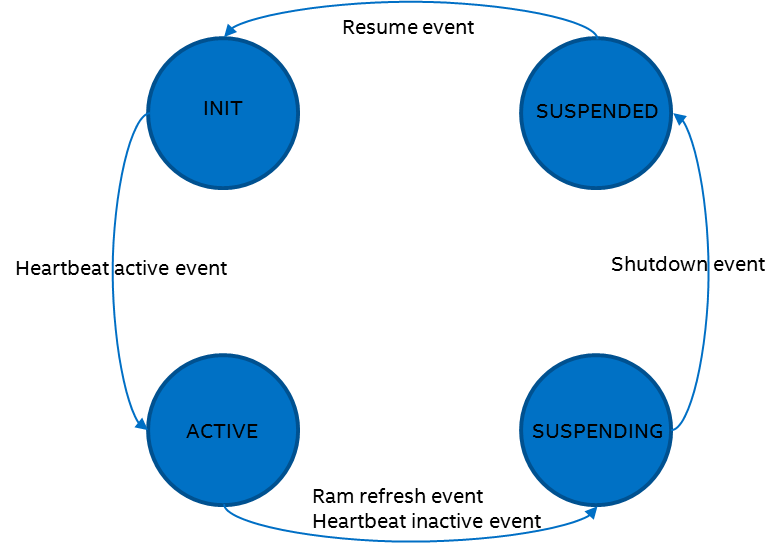 Resume event
INIT
SUSPENDED
Heartbeat active event
Shutdown event
ACTIVE
SUSPENDING
Ram refresh event
Heartbeat inactive event